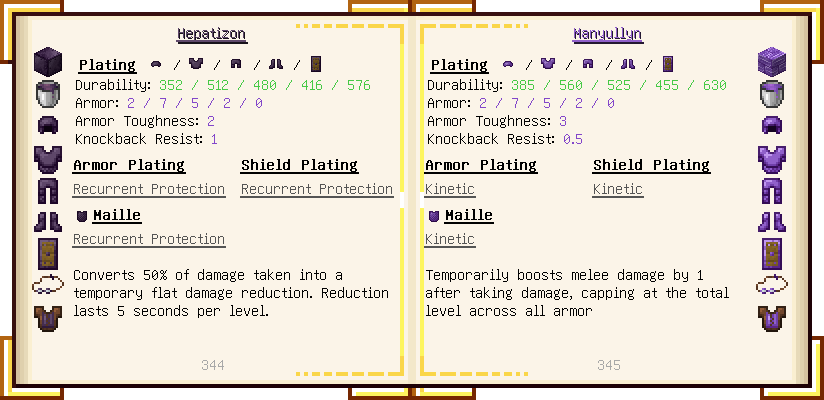 Hepatizon
Plating / / / /
Durability: 352 / 512 / 480 / 416 / 576
Armor: 2 / 7 / 5 / 2 / 0
Armor Toughness: 2
Knockback Resist: 1
Armor Plating Shield Plating
Recurrent Protection Recurrent Protection
Maille
Recurrent Protection
Converts 50% of damage taken into a
temporary flat damage reduction. Reduction
lasts 5 seconds per level.
344
Manyullyn
Plating / / / /
Durability: 385 / 560 / 525 / 455 / 630
Armor: 2 / 7 / 5 / 2 / 0
Armor Toughness: 3
Knockback Resist: 0.5
Armor Plating Shield Plating
Kinetic Kinetic
Maille
Kinetic
Temporarily boosts melee damage by 1
after taking damage, capping at the total
level across all armor
345